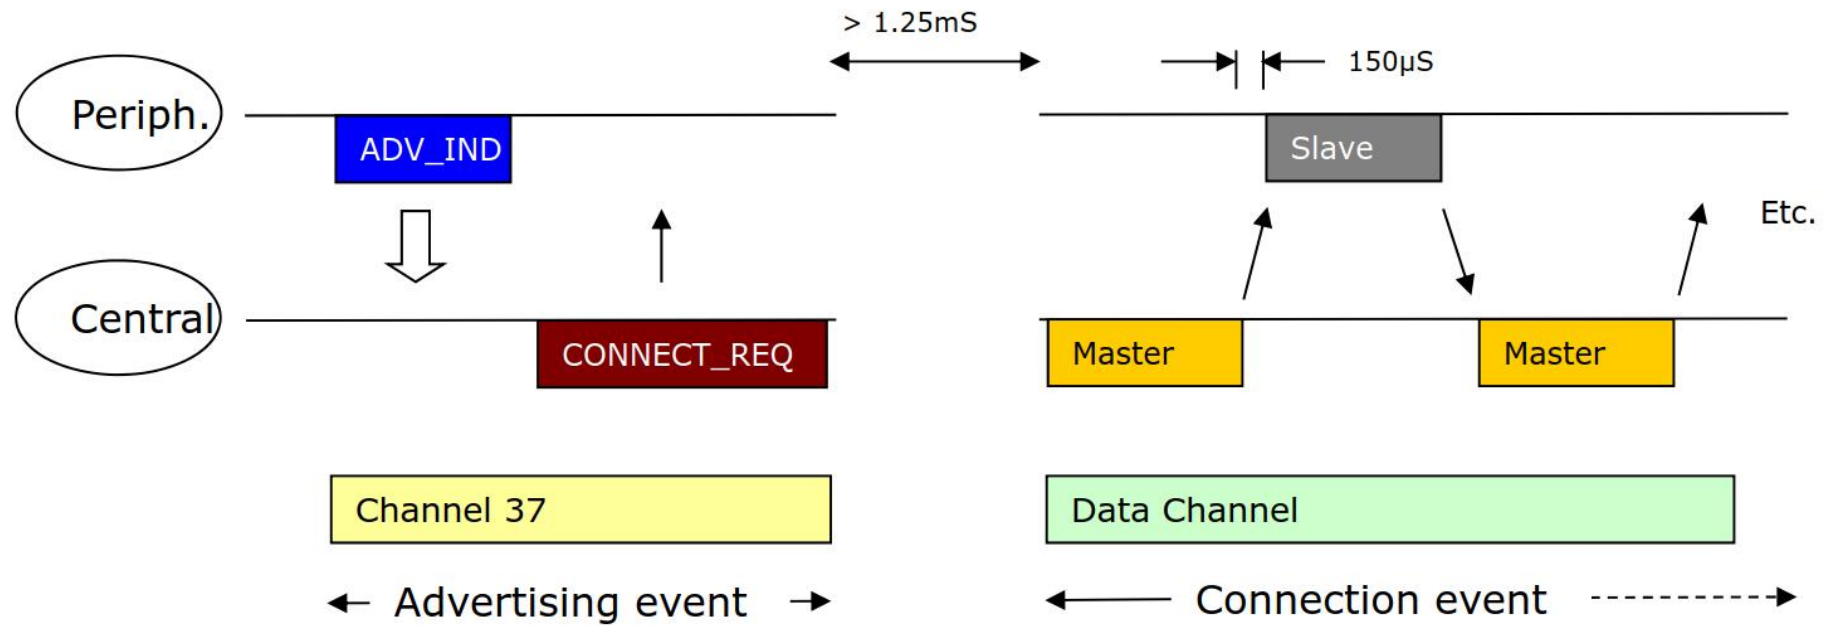 > 1.25mS
150µS
Periph.
ADV_IND
Slave
Etc.
Central
CONNECT_REQ
Master
Master
Channel 37
Data Channel
Advertising event
Connection event